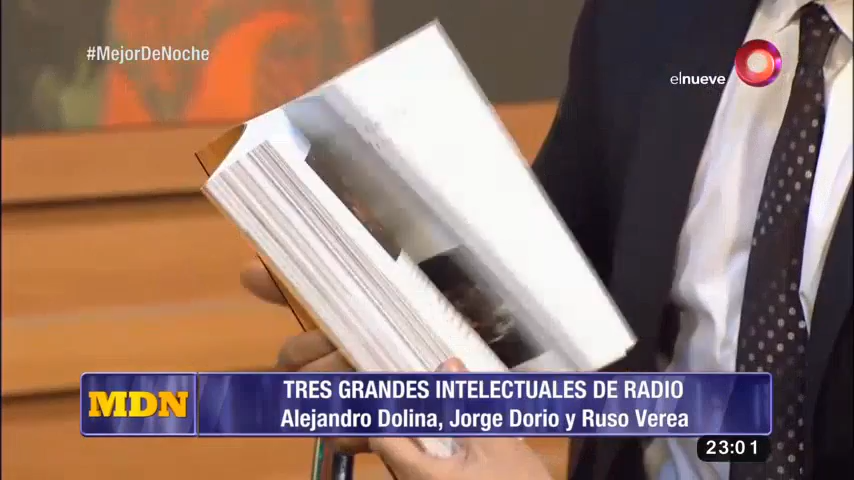 #MejorDeNoche
elnueve
TRES GRANDES INTELECTUALES DE RADIO
MDN
Alejandro Dolina, Jorge Dorio y Ruso Verea
23:01